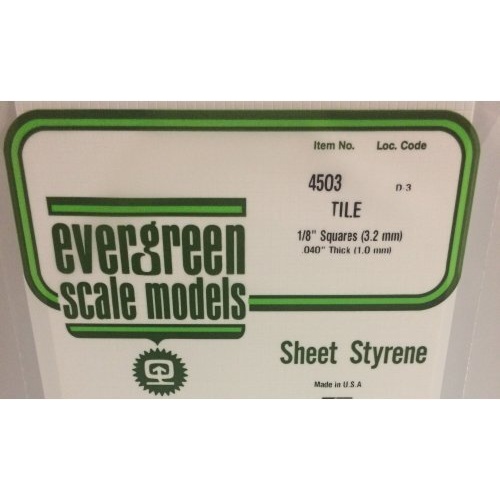 Item No. Loc. Code
4503 D-3
TILE
1/8" Squares (3.2 mm)
.040" Thick (1.0 mm)
evergreen
scale models
Sheet Styrene
Made in U.S.A